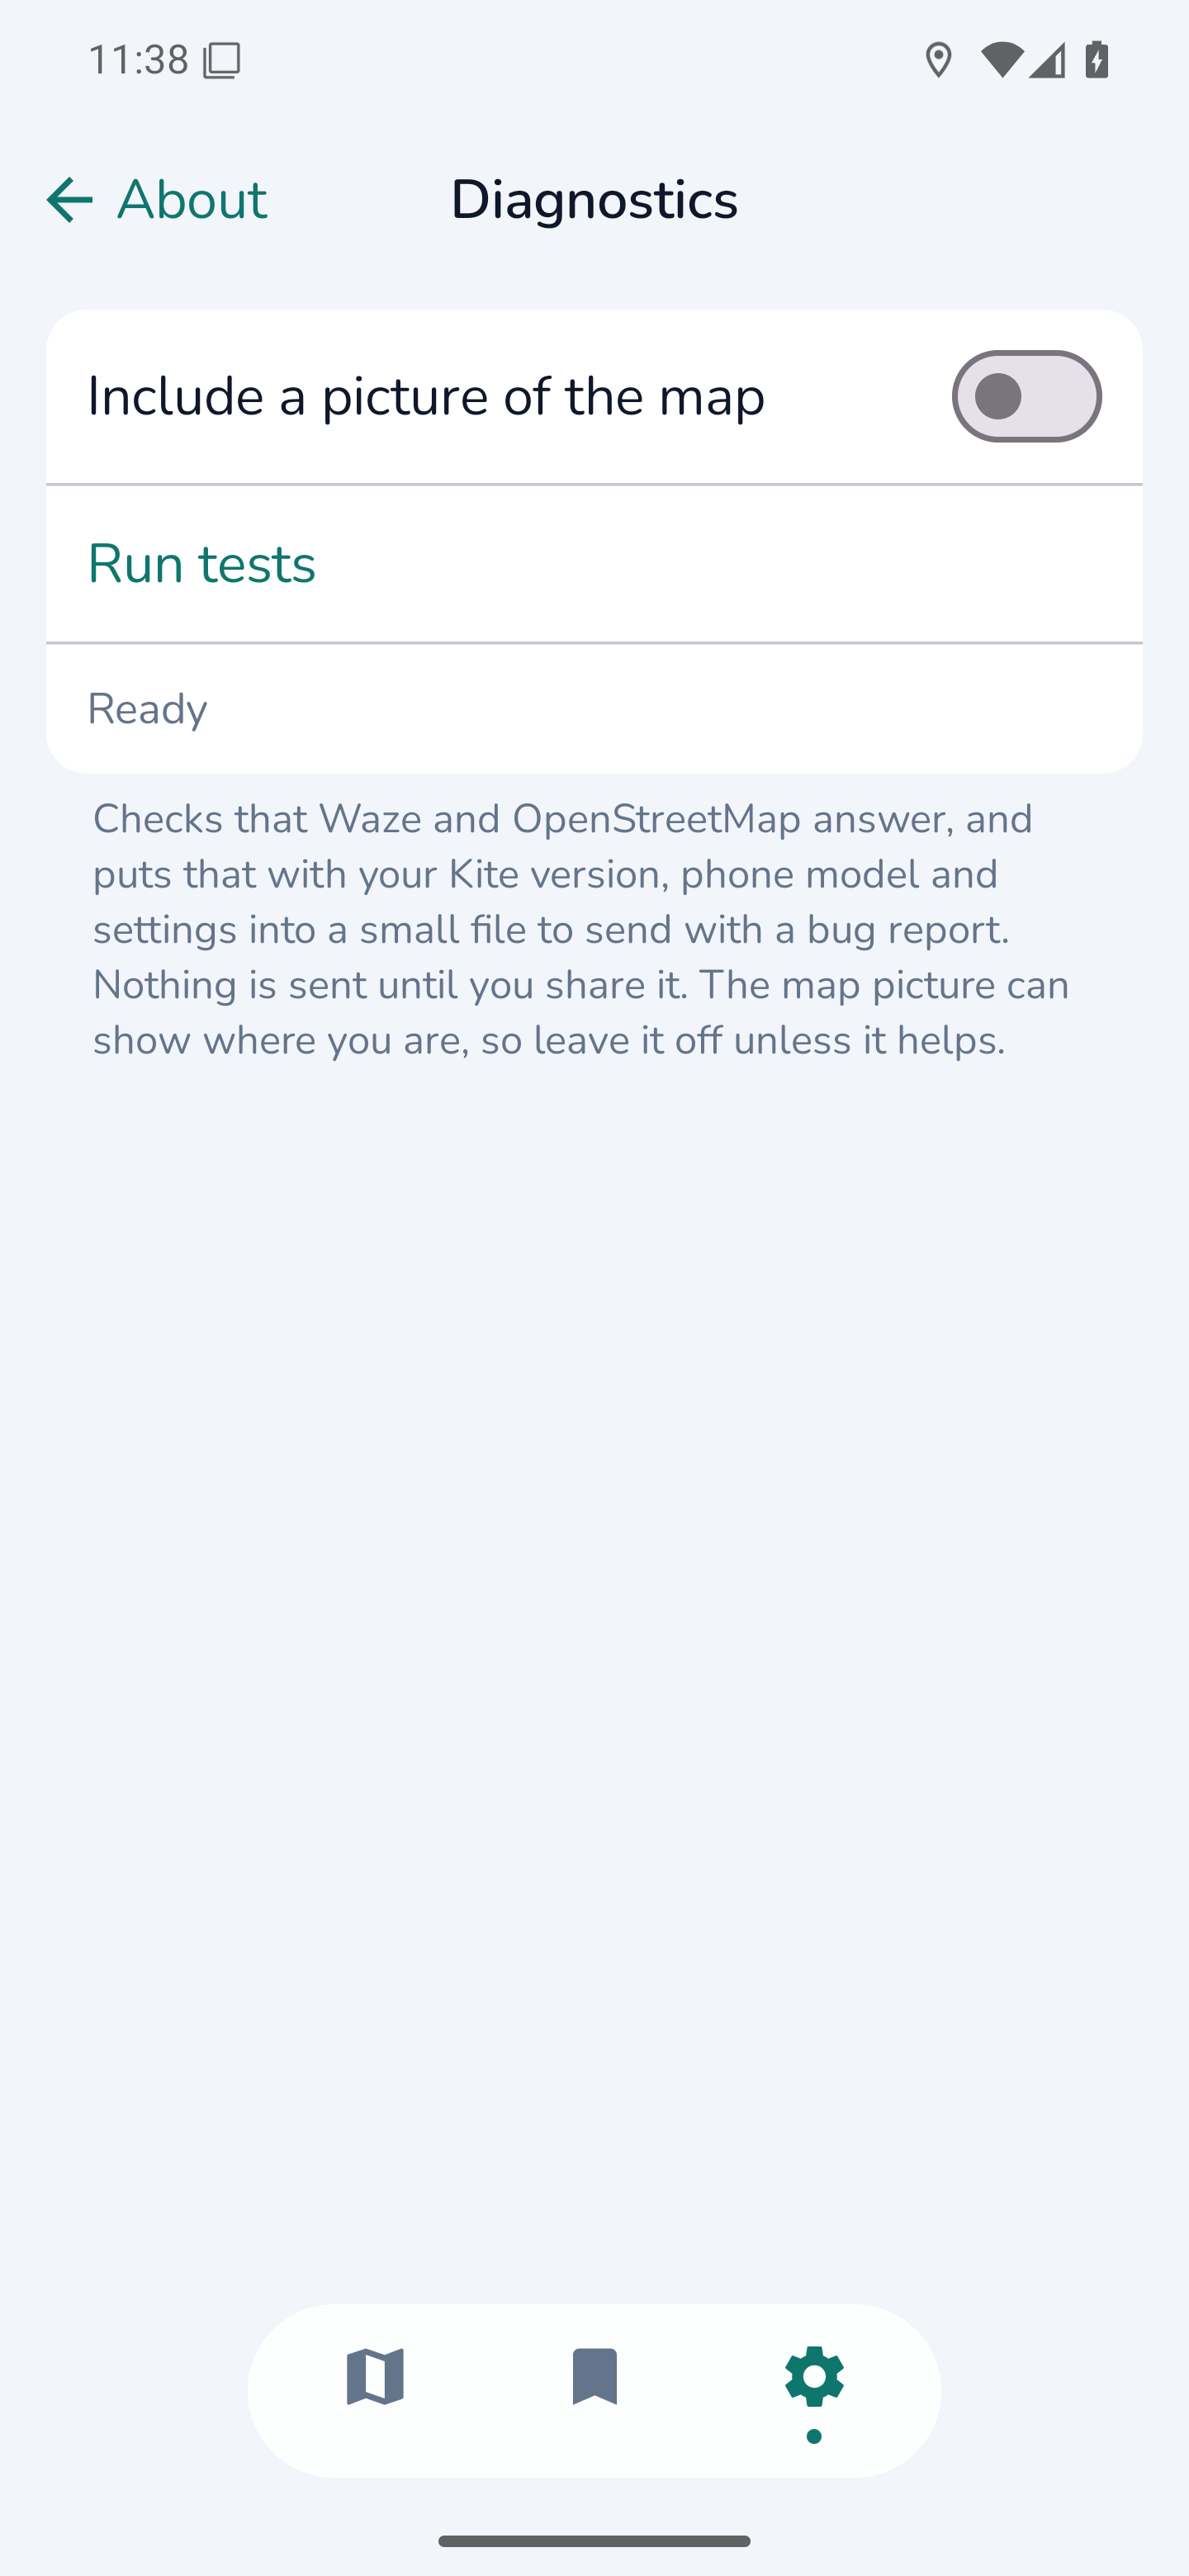 11:38
About
Diagnostics
Include a picture of the map
Run tests
Ready
Checks that Waze and OpenStreetMap answer, and
puts that with your Kite version, phone model and
settings into a small file to send with a bug report.
Nothing is sent until you share it. The map picture can
show where you are, so leave it off unless it helps.